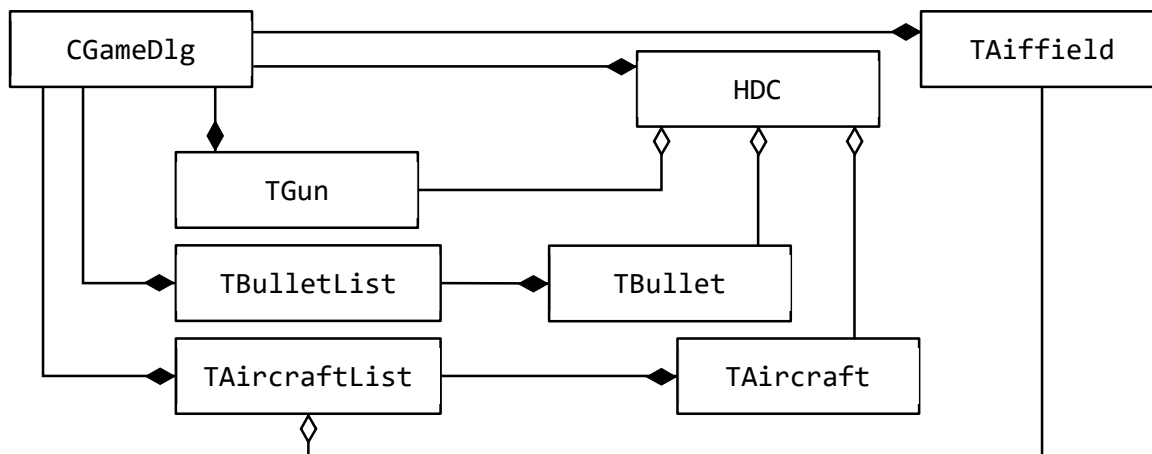 CGameDlg
TAiffield
HDC
TGun
TBulletList
TBullet
TAircraftList
TAircraft